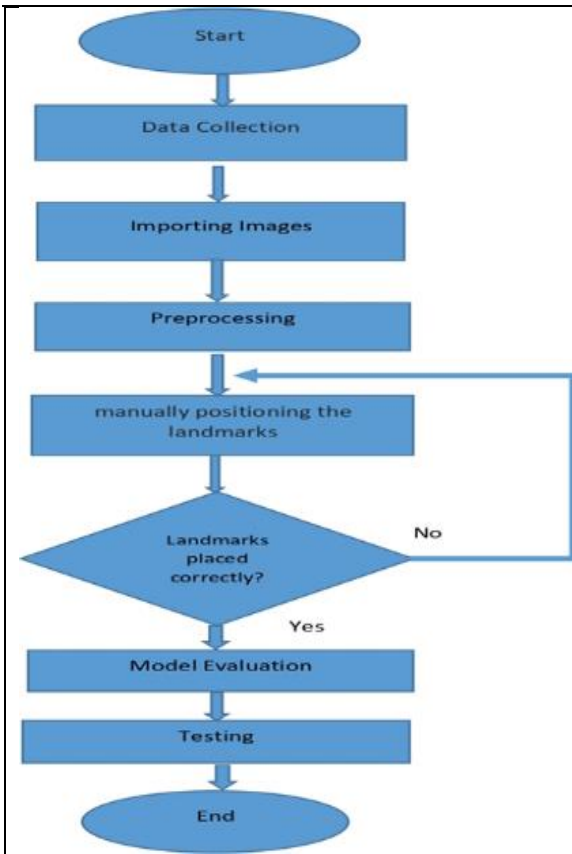 Start
Data Collection
Importing Images
Preprocessing
manually positioning the
landmarks
Landmarks
placed
correctly?
No
Yes
Model Evaluation
Testing
End